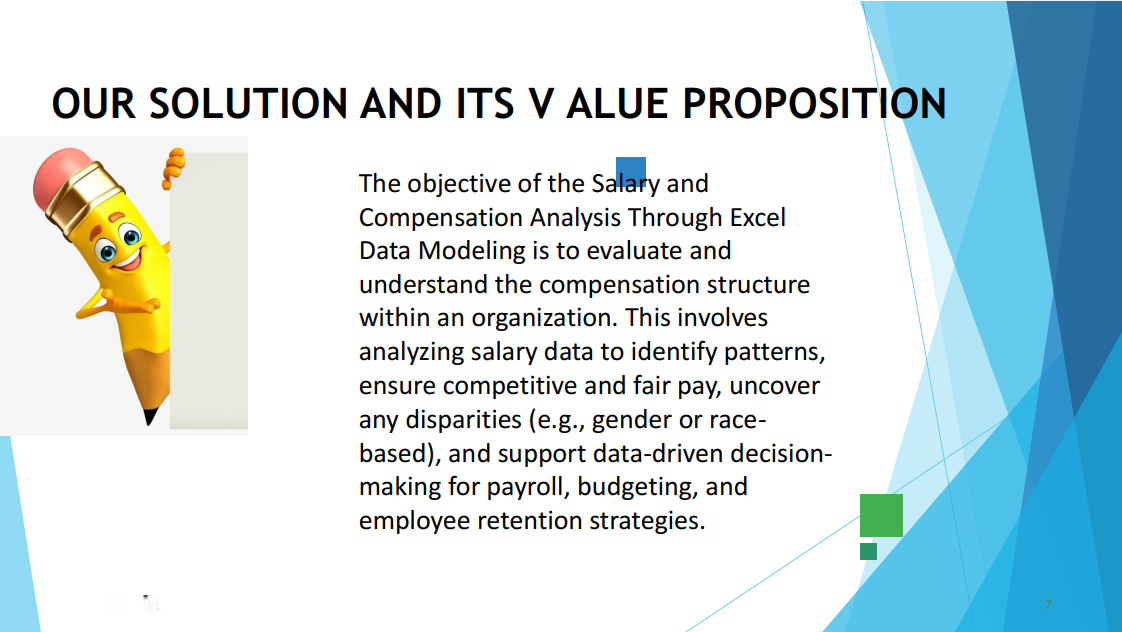 OUR SOLUTION AND ITS V ALUE PROPOSITION
The objective of the Salary and
Compensation Analysis Through Excel
Data Modeling is to evaluate and
understand the compensation structure
within an organization. This involves
analyzing salary data to identify patterns,
ensure competitive and fair pay, uncover
any disparities (e.g., gender or race-
based), and support data-driven decision-
making for payroll, budgeting, and
employee retention strategies.
7